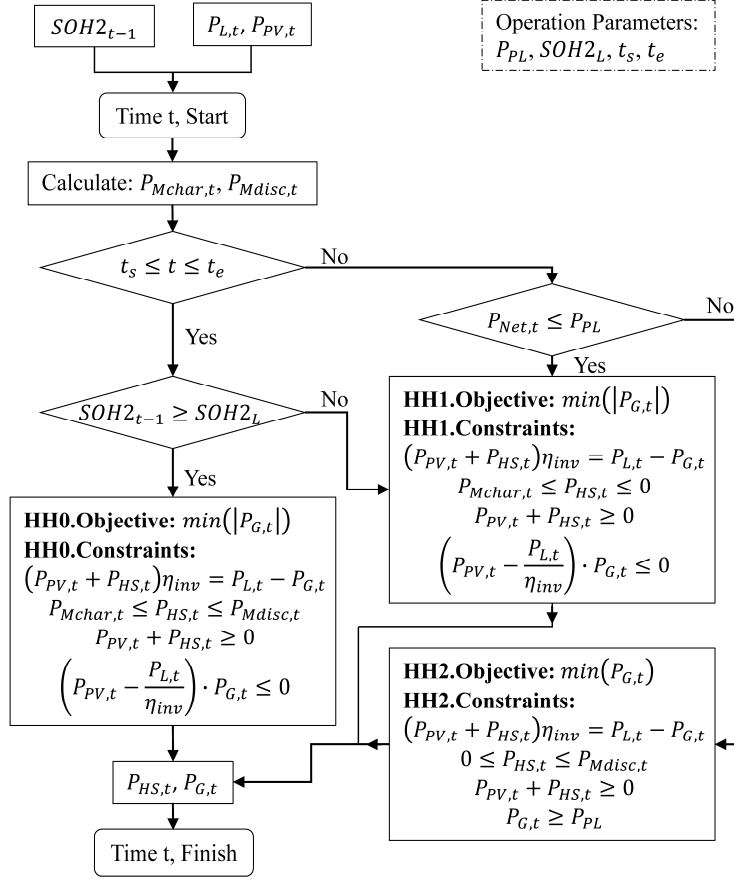 SOH2_{t−1}
P_{L,t}, P_{PV,t}
Operation Parameters:
P_{PL}, SOH2_L, t_s, t_e
Time t, Start
Calculate: P_{Mchar,t}, P_{Mdisc,t}
t_s ≤ t ≤ t_e
No
Yes
P_{Net,t} ≤ P_{PL}
No
Yes
SOH2_{t−1} ≥ SOH2_L
No
Yes
HH1.Objective: min(|P_{G,t}|)
HH1.Constraints:
(P_{PV,t} + P_{HS,t})η_{inv} = P_{L,t} − P_{G,t}
P_{Mchar,t} ≤ P_{HS,t} ≤ 0
P_{PV,t} + P_{HS,t} ≥ 0
(P_{PV,t} − P_{L,t}/η_{inv}) · P_{G,t} ≤ 0
HH0.Objective: min(|P_{G,t}|)
HH0.Constraints:
(P_{PV,t} + P_{HS,t})η_{inv} = P_{L,t} − P_{G,t}
P_{Mchar,t} ≤ P_{HS,t} ≤ P_{Mdisc,t}
P_{PV,t} + P_{HS,t} ≥ 0
(P_{PV,t} − P_{L,t}/η_{inv}) · P_{G,t} ≤ 0
HH2.Objective: min(P_{G,t})
HH2.Constraints:
(P_{PV,t} + P_{HS,t})η_{inv} = P_{L,t} − P_{G,t}
0 ≤ P_{HS,t} ≤ P_{Mdisc,t}
P_{PV,t} + P_{HS,t} ≥ 0
P_{G,t} ≥ P_{PL}
P_{HS,t}, P_{G,t}
Time t, Finish